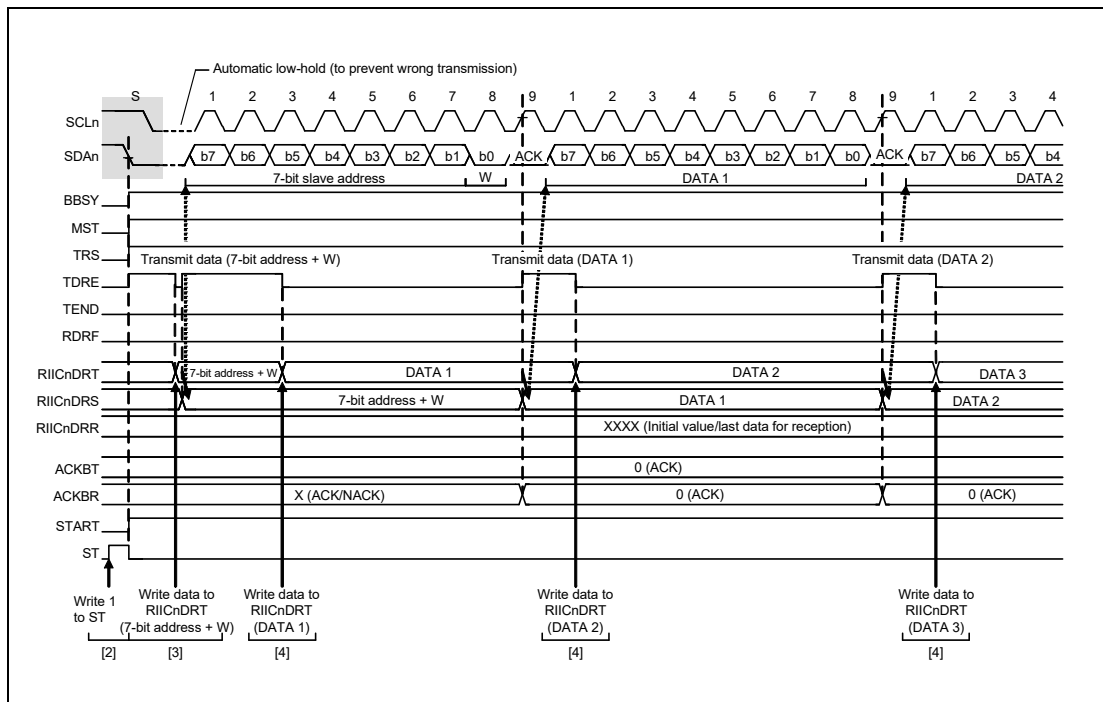 Automatic low-hold (to prevent wrong transmission)
S 1 2 3 4 5 6 7 8 9 1 2 3 4 5 6 7 8 9 1 2 3 4
SCLn
SDAn b7 b6 b5 b4 b3 b2 b1 b0 ACK b7 b6 b5 b4 b3 b2 b1 b0 ACK b7 b6 b5 b4
7-bit slave address W DATA 1 DATA 2
BBSY
MST
TRS
Transmit data (7-bit address + W) Transmit data (DATA 1) Transmit data (DATA 2)
TDRE
TEND
RDRF
RIICnDRT 7-bit address + W DATA 1 DATA 2 DATA 3
RIICnDRS 7-bit address + W DATA 1 DATA 2
RIICnDRR XXXX (Initial value/last data for reception)
ACKBT 0 (ACK)
ACKBR X (ACK/NACK) 0 (ACK) 0 (ACK)
START
ST
Write 1
to ST
[2]
Write data to
RIICnDRT
(7-bit address + W)
[3]
Write data to
RIICnDRT
(DATA 1)
[4]
Write data to
RIICnDRT
(DATA 2)
[4]
Write data to
RIICnDRT
(DATA 3)
[4]